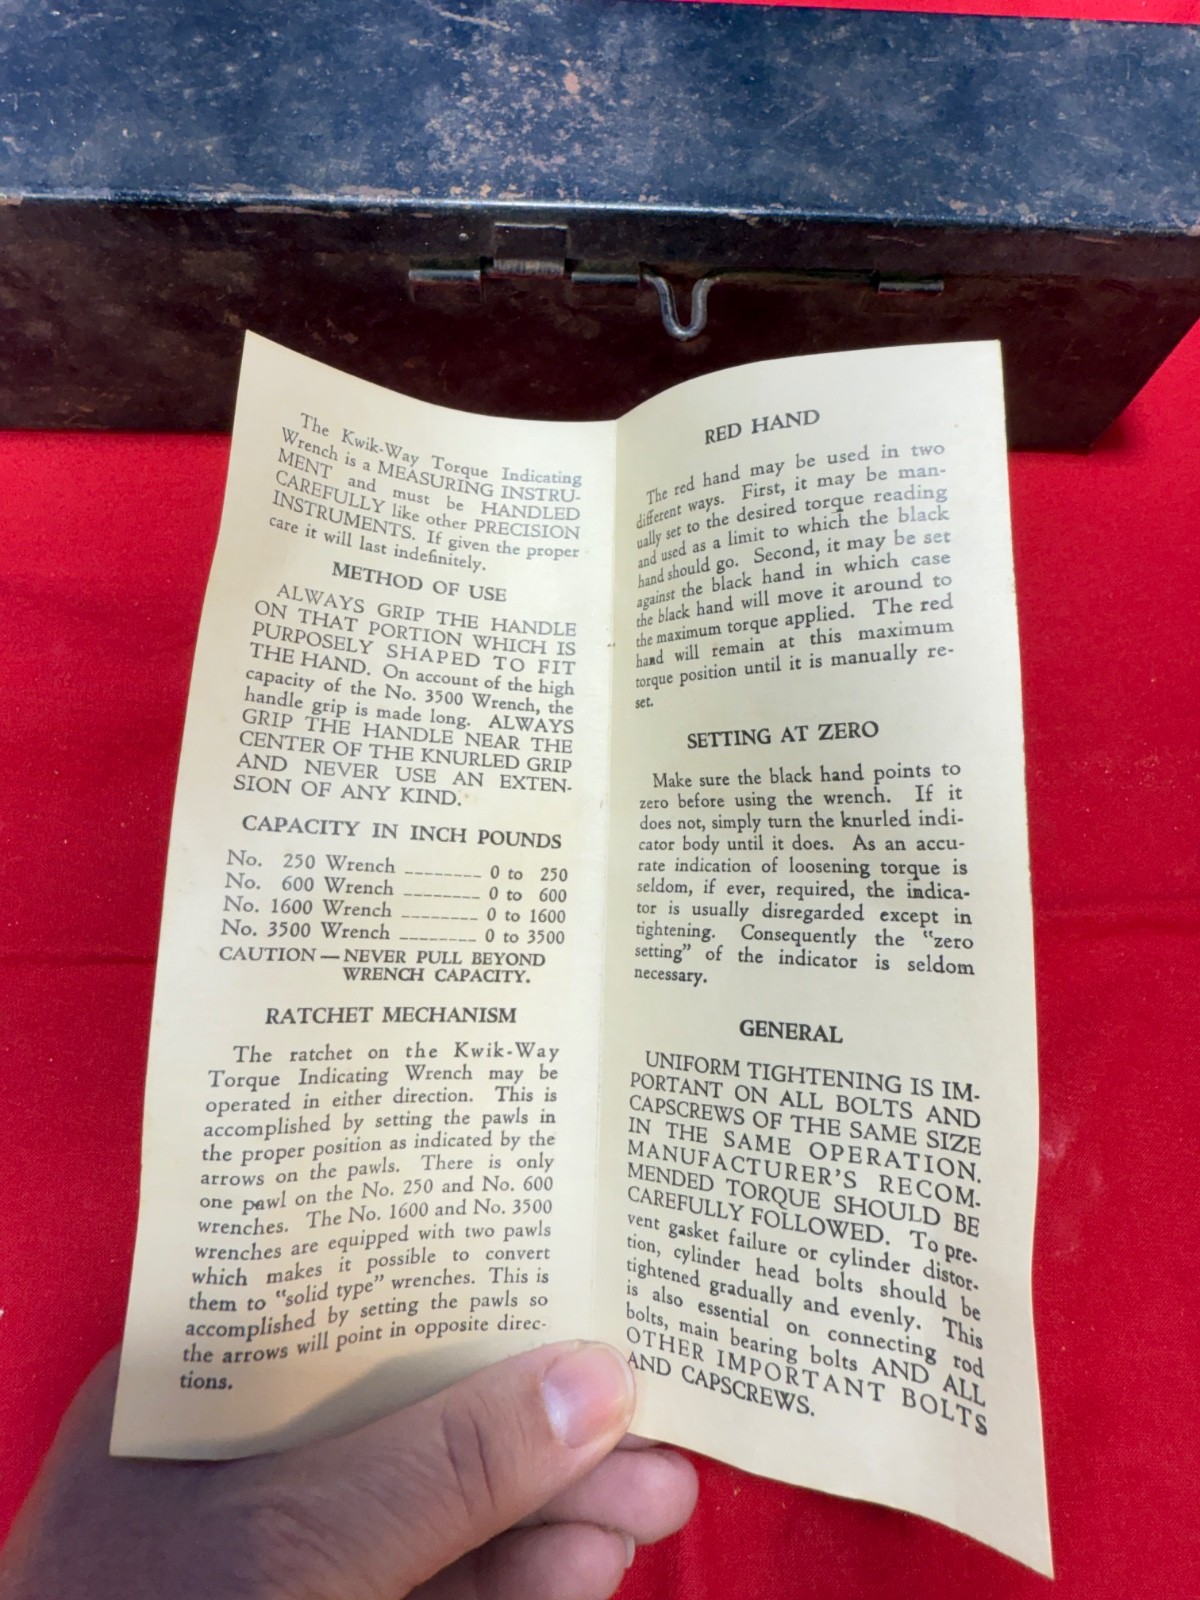 The Kwik-Way Torque Indicating
Wrench is a MEASURING INSTRU-
MENT and must be HANDLED
CAREFULLY like other PRECISION
INSTRUMENTS. If given the proper
care it will last indefinitely.
METHOD OF USE
ALWAYS GRIP THE HANDLE
ON THAT PORTION WHICH IS
PURPOSELY SHAPED TO FIT
THE HAND. On account of the high
capacity of the No. 3500 Wrench, the
handle grip is made long. ALWAYS
GRIP THE HANDLE NEAR THE
CENTER OF THE KNURLED GRIP
AND NEVER USE AN EXTEN-
SION OF ANY KIND.
CAPACITY IN INCH POUNDS
No. 250 Wrench -------- 0 to 250
No. 600 Wrench -------- 0 to 600
No. 1600 Wrench -------- 0 to 1600
No. 3500 Wrench -------- 0 to 3500
CAUTION — NEVER PULL BEYOND
WRENCH CAPACITY.
RATCHET MECHANISM
The ratchet on the Kwik-Way
Torque Indicating Wrench may be
operated in either direction. This is
accomplished by setting the pawls in
the proper position as indicated by the
arrows on the pawls. There is only
one pawl on the No. 250 and No. 600
wrenches. The No. 1600 and No. 3500
wrenches are equipped with two pawls
which makes it possible to convert
them to "solid type" wrenches. This is
accomplished by setting the pawls so
the arrows will point in opposite direc-
tions.
RED HAND
The red hand may be used in two
different ways. First, it may be man-
ually set to the desired torque reading
and used as a limit to which the black
hand should go. Second, it may be set
against the black hand in which case
the black hand will move it around to
the maximum torque applied. The red
hand will remain at this maximum
torque position until it is manually re-
set.
SETTING AT ZERO
Make sure the black hand points to
zero before using the wrench. If it
does not, simply turn the knurled indi-
cator body until it does. As an accu-
rate indication of loosening torque is
seldom, if ever, required, the indica-
tor is usually disregarded except in
tightening. Consequently the "zero
setting" of the indicator is seldom
necessary.
GENERAL
UNIFORM TIGHTENING IS IM-
PORTANT ON ALL BOLTS AND
CAPSCREWS OF THE SAME SIZE
IN THE SAME OPERATION.
MANUFACTURER'S RECOM-
MENDED TORQUE SHOULD BE
CAREFULLY FOLLOWED. To pre-
vent gasket failure or cylinder distor-
tion, cylinder head bolts should be
tightened gradually and evenly. This
is also essential on connecting rod
bolts, main bearing bolts AND ALL
OTHER IMPORTANT BOLTS
AND CAPSCREWS.